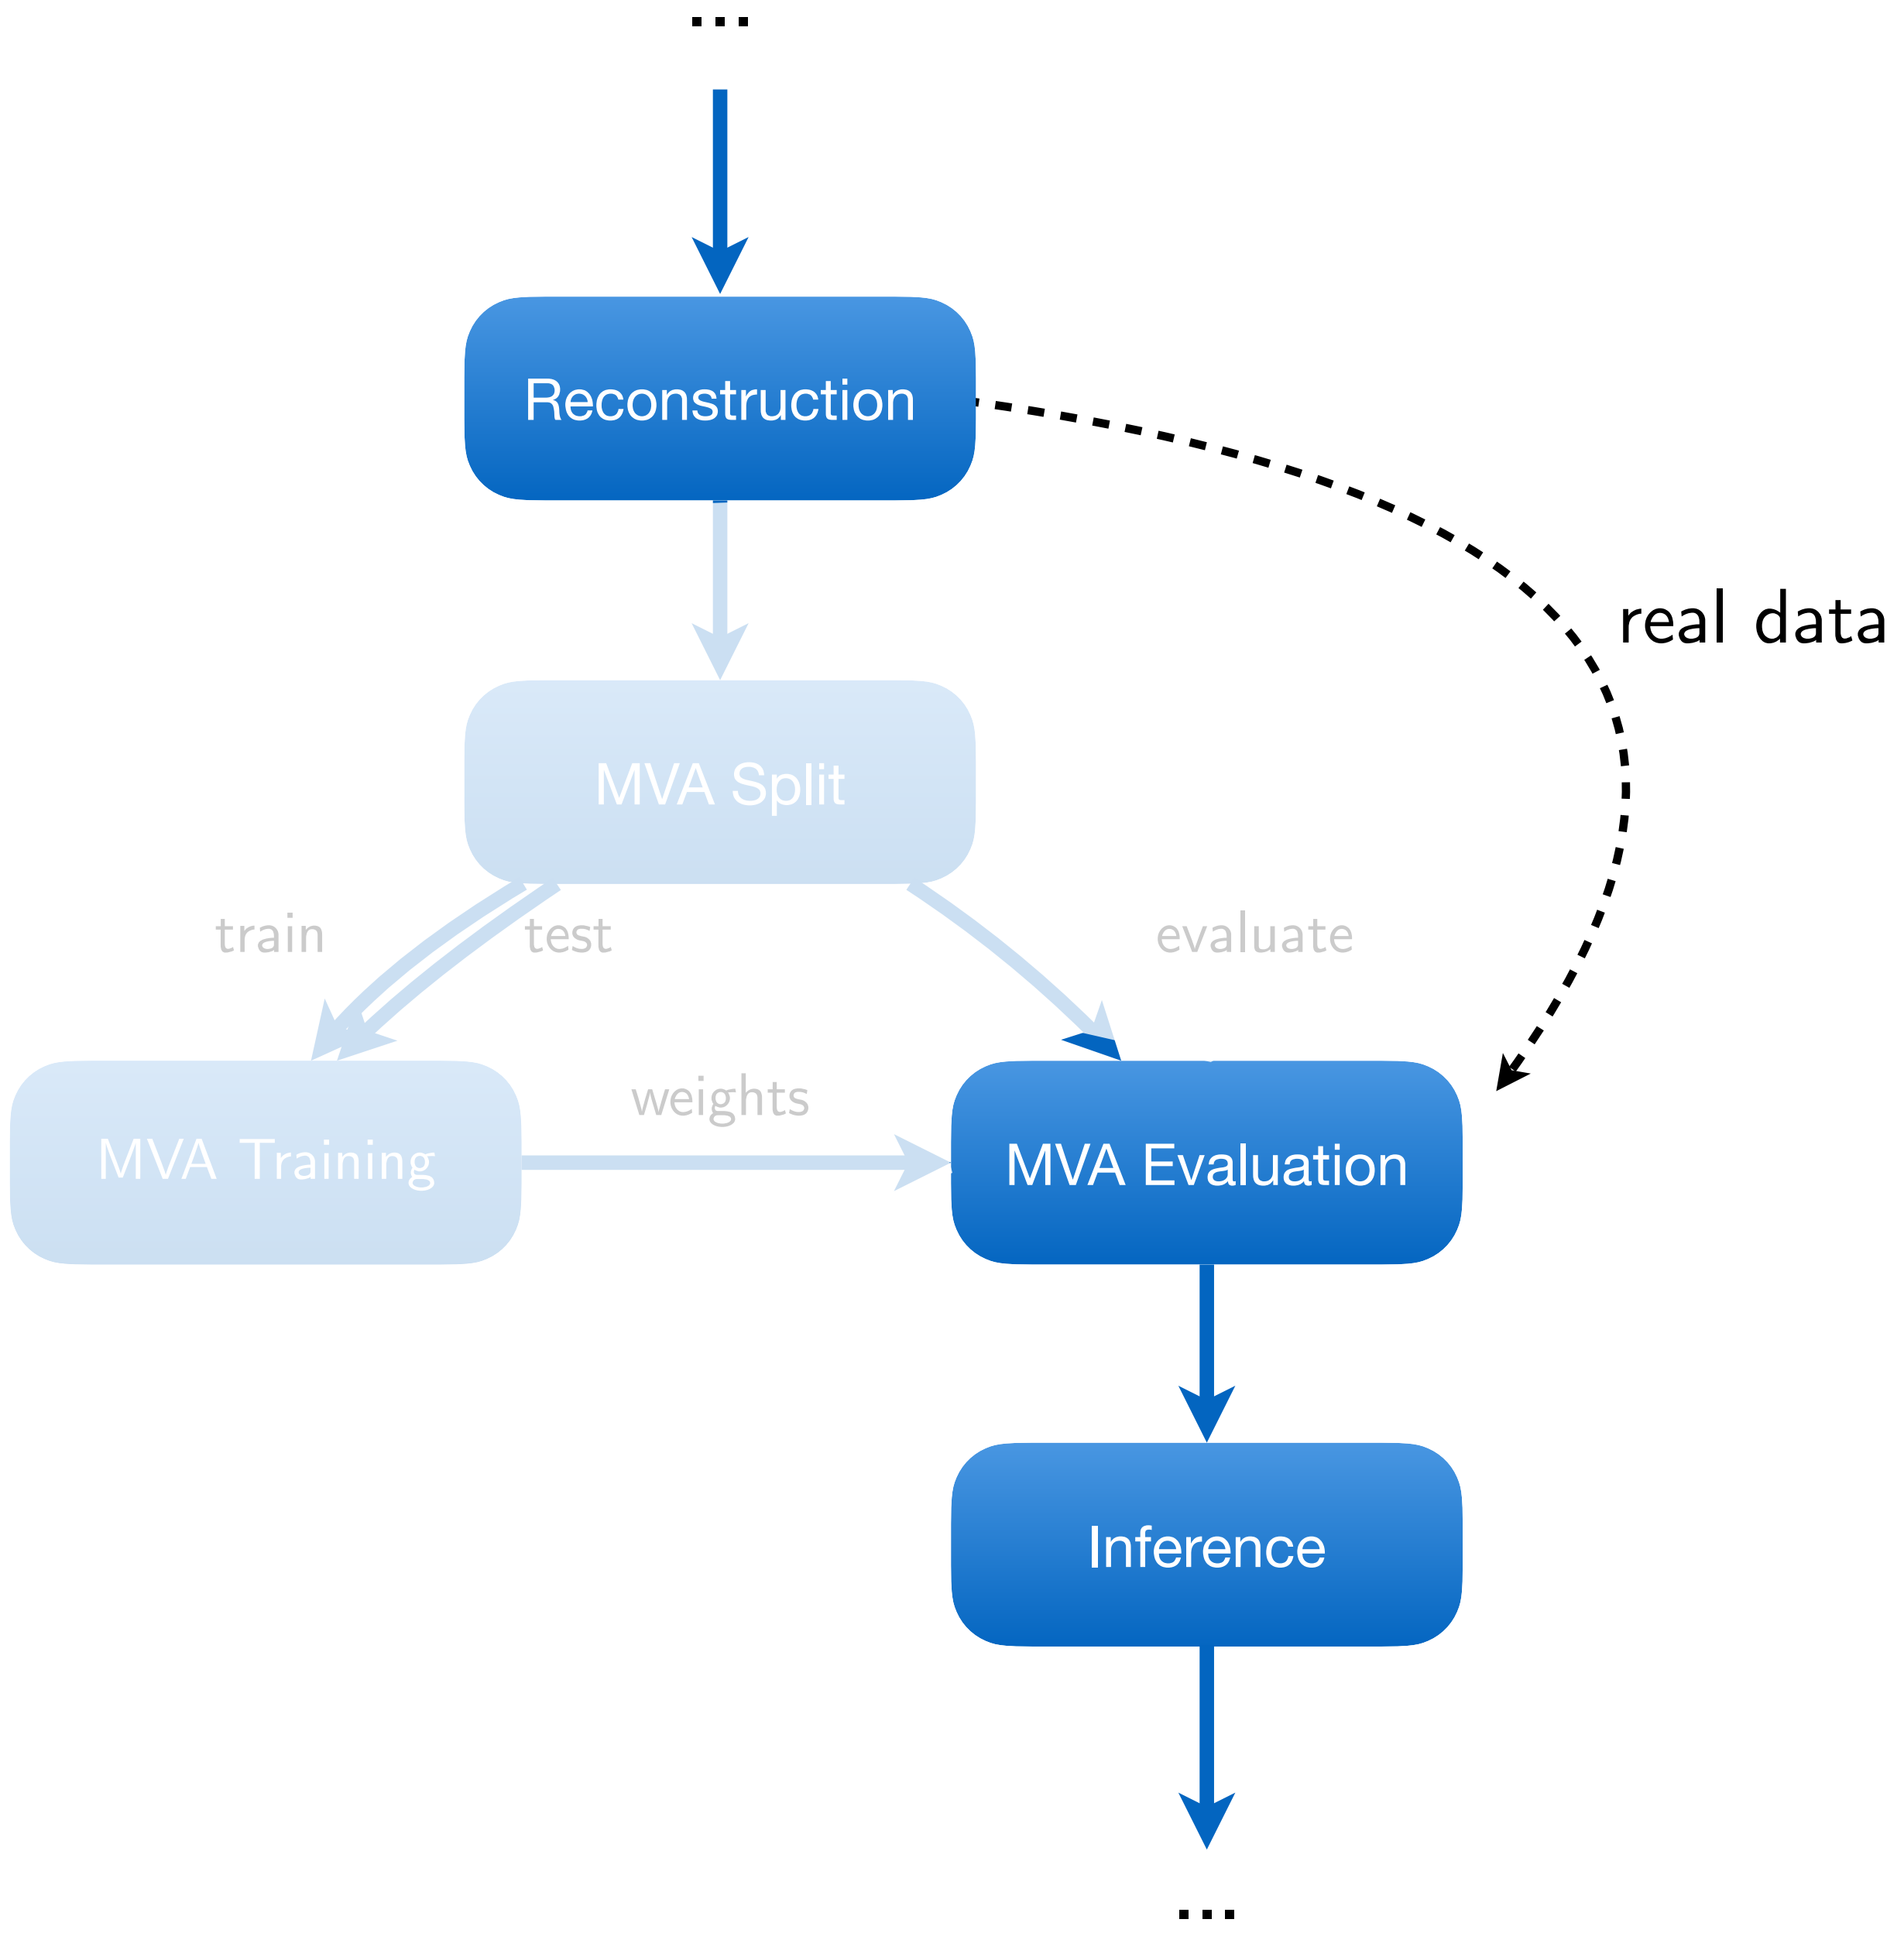 ...
Reconstruction
real data
MVA Split
train
test
evaluate
weights
MVA Training
MVA Evaluation
Inference
...